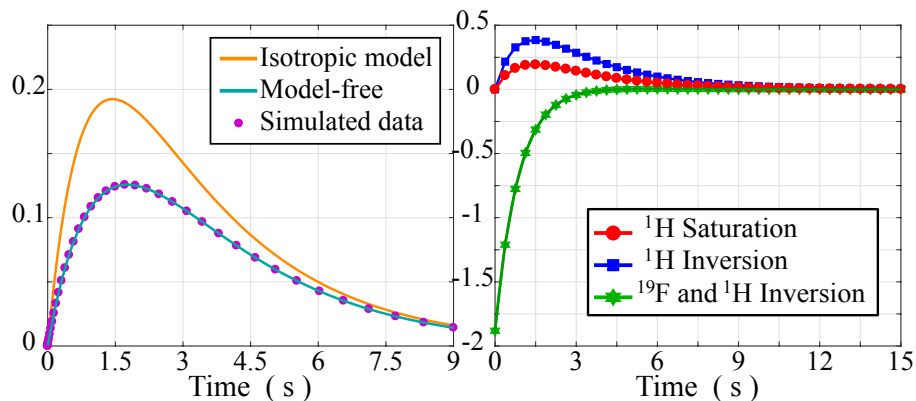 0.2
0.1
0
0 1.5 3 4.5 6 7.5 9
Time ( s )
Isotropic model
Model-free
Simulated data
0.5
0
-0.5
-1
-1.5
-2
0 3 6 9 12 15
Time ( s )
¹H Saturation
¹H Inversion
¹⁹F and ¹H Inversion